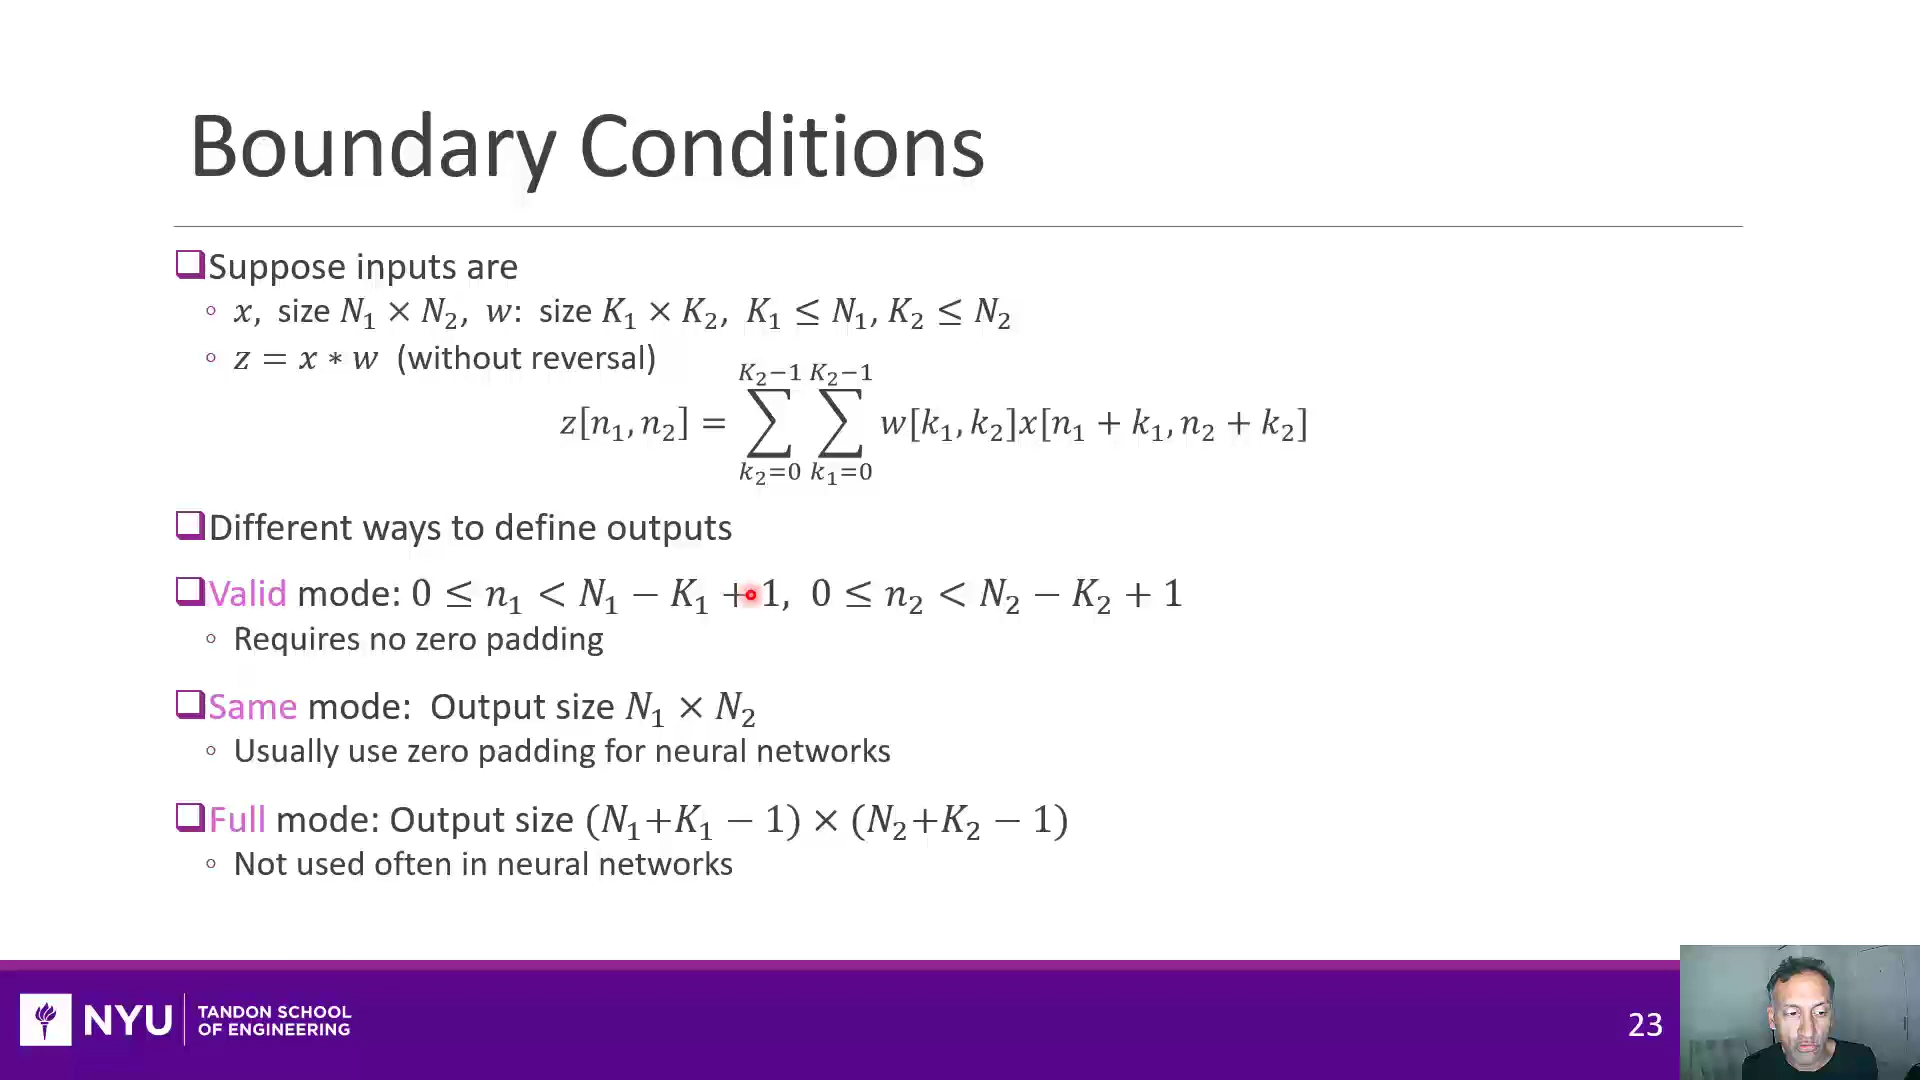 Boundary Conditions
❑Suppose inputs are
◦ x, size N₁ × N₂, w: size K₁ × K₂, K₁ ≤ N₁, K₂ ≤ N₂
◦ z = x ∗ w (without reversal)
K₂−1 K₂−1
z[n₁, n₂] = ∑ ∑ w[k₁, k₂]x[n₁ + k₁, n₂ + k₂]
k₂=0 k₁=0
❑Different ways to define outputs
❑Valid mode: 0 ≤ n₁ < N₁ − K₁ + 1, 0 ≤ n₂ < N₂ − K₂ + 1
◦ Requires no zero padding
❑Same mode: Output size N₁ × N₂
◦ Usually use zero padding for neural networks
❑Full mode: Output size (N₁+K₁ − 1) × (N₂+K₂ − 1)
◦ Not used often in neural networks
NYU
TANDON SCHOOL
OF ENGINEERING
23